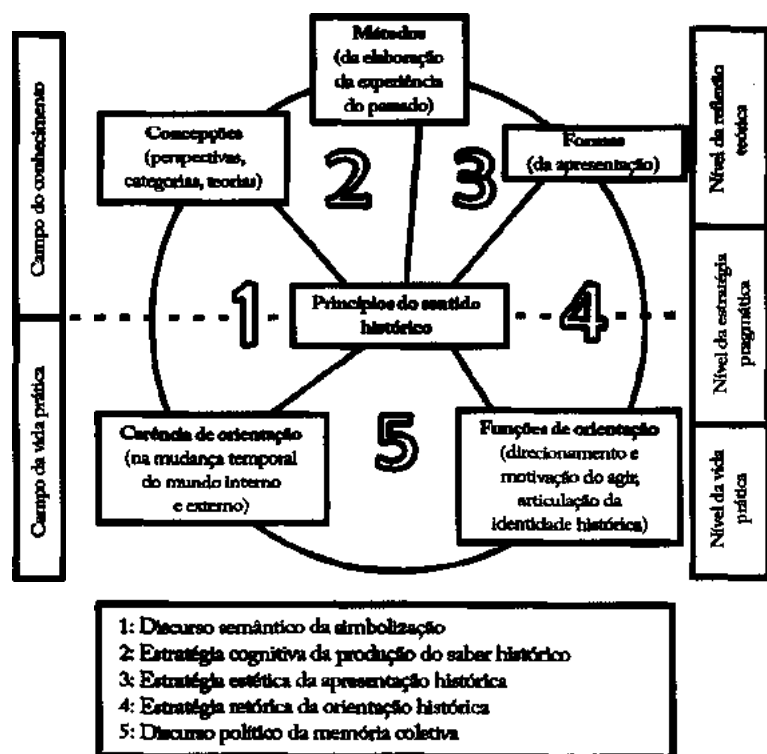 Métodos
(da elaboração
da experiência
do passado)
Concepções
(perspectivas,
categorias, teorias)
Formas
(da apresentação)
2
3
1
Princípios do sentido
histórico
4
Carência de orientação
(na mudança temporal
do mundo interno
e externo)
5
Funções de orientação
(direcionamento e
motivação do agir,
articulação da
identidade histórica)
Campo do conhecimento
Campo da vida prática
Nível da reflexão
teórica
Nível da estratégia
pragmática
Nível da vida
prática
1: Discurso semântico da simbolização
2: Estratégia cognitiva da produção do saber histórico
3: Estratégia estética da apresentação histórica
4: Estratégia retórica da orientação histórica
5: Discurso político da memória coletiva